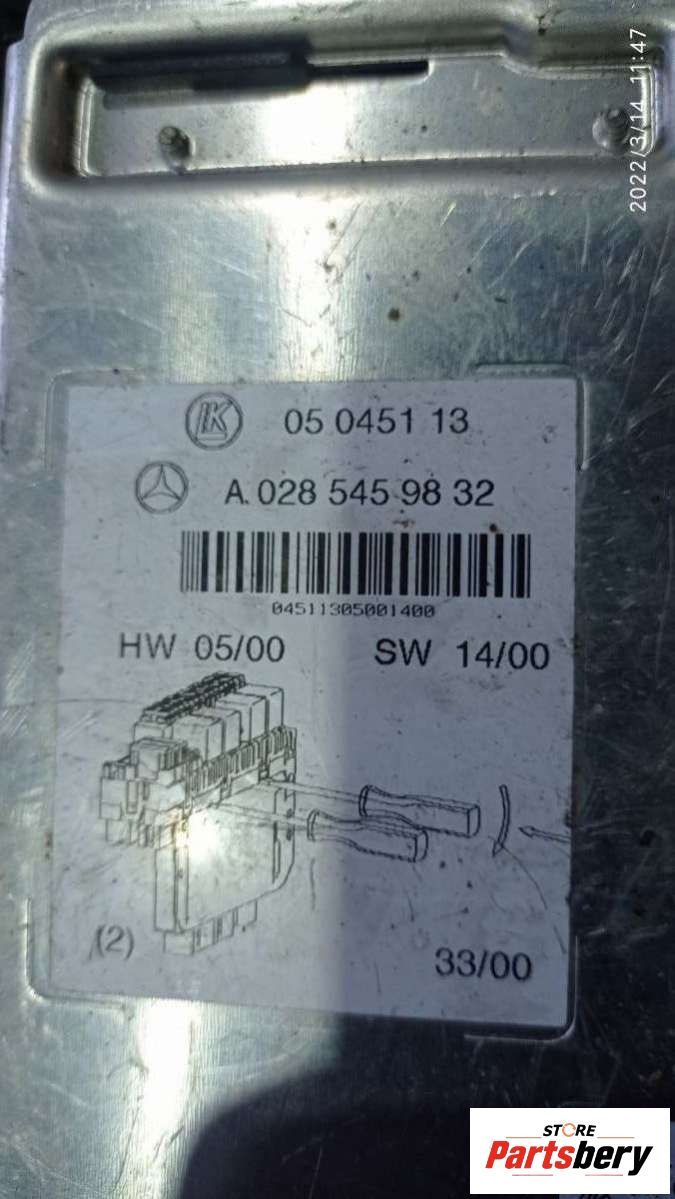 2022/3/14 11:47
LK 05 0451 13
A. 028 545 98 32
04511305001400
HW 05/00 SW 14/00
(2)
33/00
STORE
Partsbery